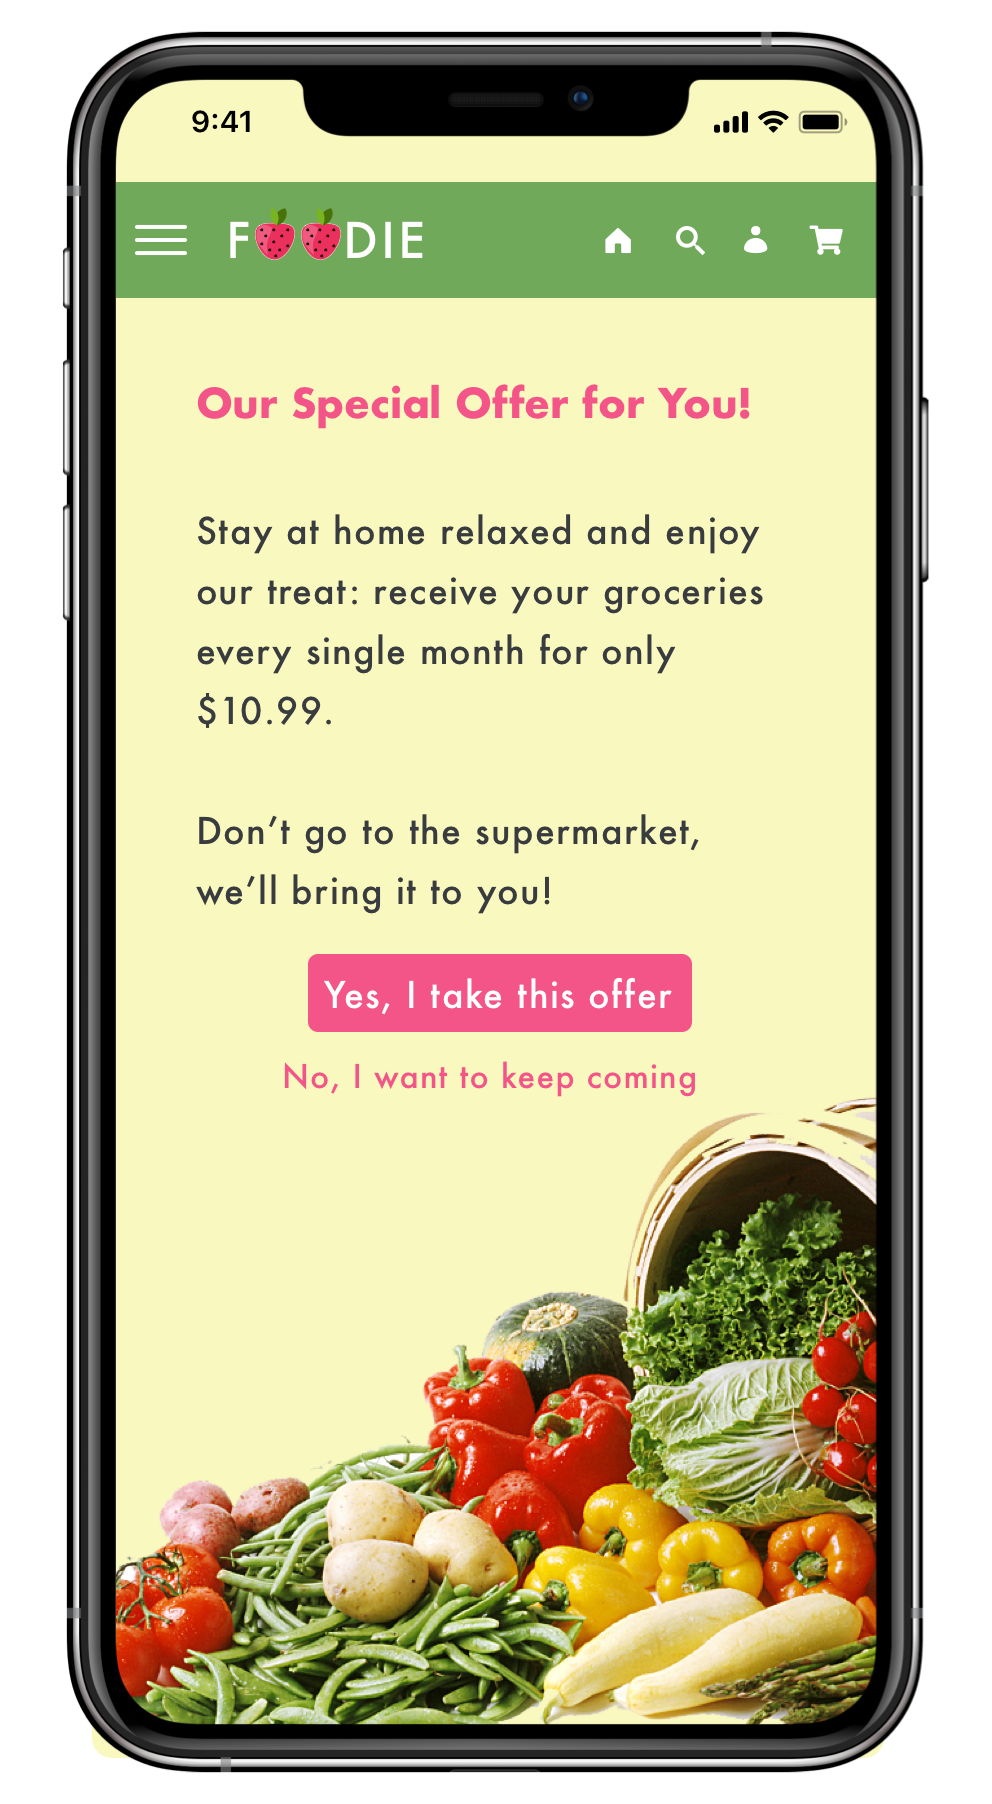 9:41
FOODIE
Our Special Offer for You!
Stay at home relaxed and enjoy
our treat: receive your groceries
every single month for only
$10.99.
Don’t go to the supermarket,
we’ll bring it to you!
Yes, I take this offer
No, I want to keep coming